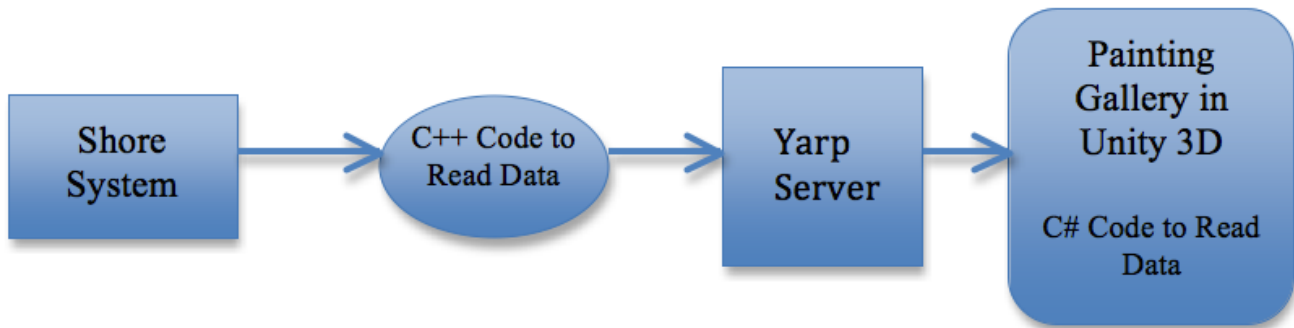 Shore
System
C++ Code to
Read Data
Yarp
Server
Painting
Gallery in
Unity 3D
C# Code to Read
Data